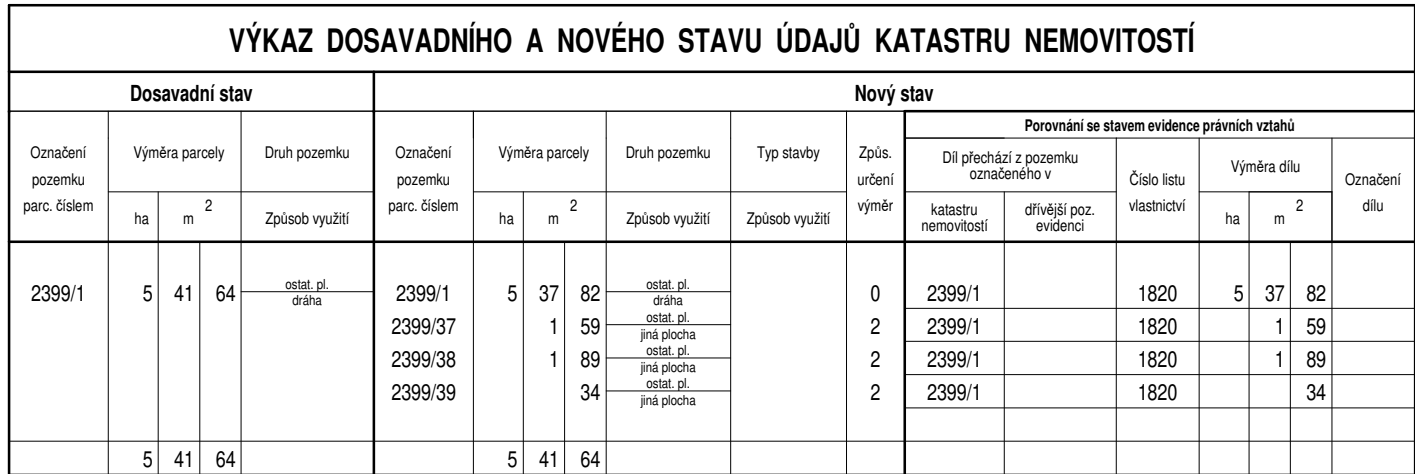 VÝKAZ DOSAVADNÍHO A NOVÉHO STAVU ÚDAJŮ KATASTRU NEMOVITOSTÍ
Dosavadní stav Nový stav
Označení pozemku parc. číslem
Výměra parcely
ha m 2
Druh pozemku
Způsob využití
Označení pozemku parc. číslem
Výměra parcely
ha m 2
Druh pozemku
Způsob využití
Typ stavby
Způsob využití
Způs. určení výměr
Porovnání se stavem evidence právních vztahů
Díl přechází z pozemku označeného v
katastru nemovitostí
dřívější poz. evidenci
Číslo listu vlastnictví
Výměra dílu
ha m 2
Označení dílu
2399/1 5 41 64 ostat. pl. dráha 2399/1 5 37 82 ostat. pl. dráha 0 2399/1 1820 5 37 82
2399/37 1 59 ostat. pl. jiná plocha 2 2399/1 1820 1 59
2399/38 1 89 ostat. pl. jiná plocha 2 2399/1 1820 1 89
2399/39 34 ostat. pl. jiná plocha 2 2399/1 1820 34
5 41 64 5 41 64